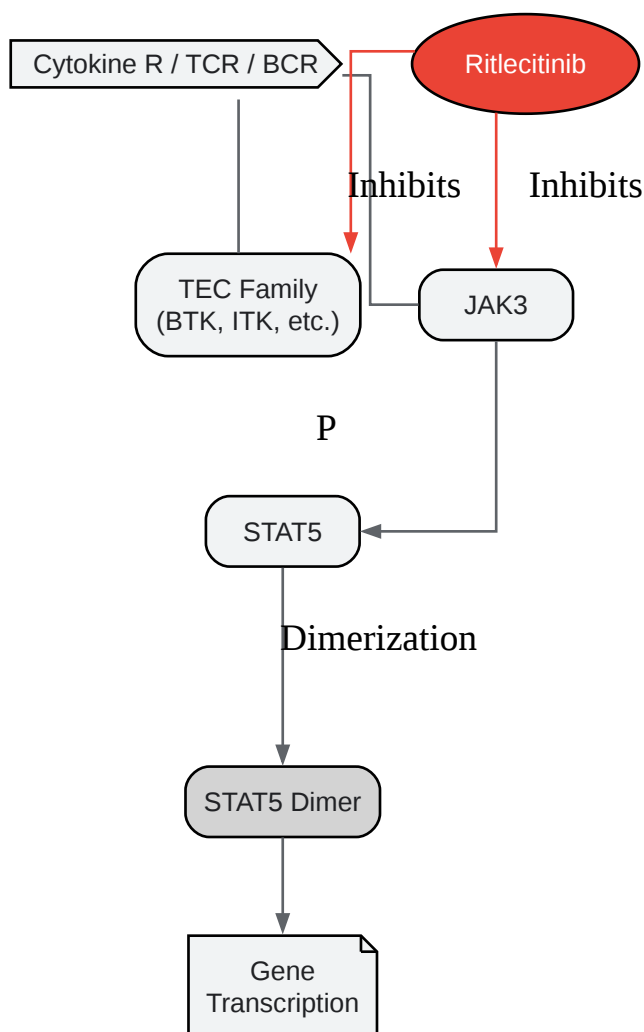 Cytokine R / TCR / BCR
Ritlecitinib
Inhibits
Inhibits
TEC Family
(BTK, ITK, etc.)
JAK3
P
STAT5
Dimerization
STAT5 Dimer
Gene
Transcription